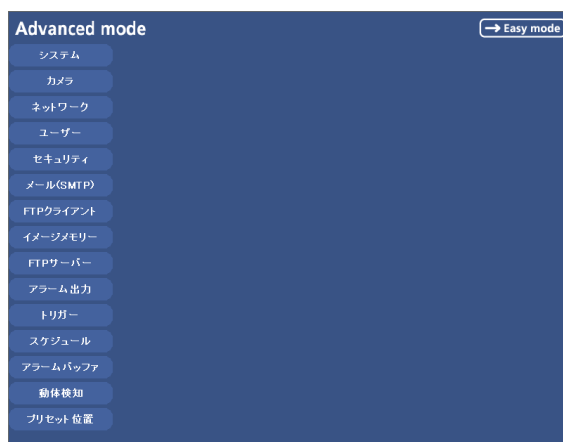 Advanced mode
→ Easy mode
システム
カメラ
ネットワーク
ユーザー
セキュリティ
メール(SMTP)
FTPクライアント
イメージメモリー
FTPサーバー
アラーム出力
トリガー
スケジュール
アラームバッファ
動体検知
プリセット位置